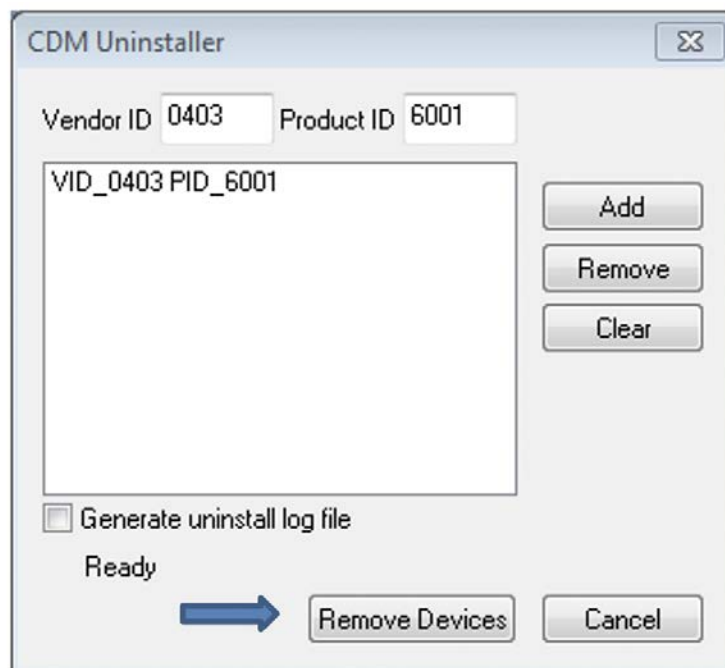 CDM Uninstaller
Vendor ID 0403 Product ID 6001
VID_0403 PID_6001
Add
Remove
Clear
Generate uninstall log file
Ready
Remove Devices Cancel